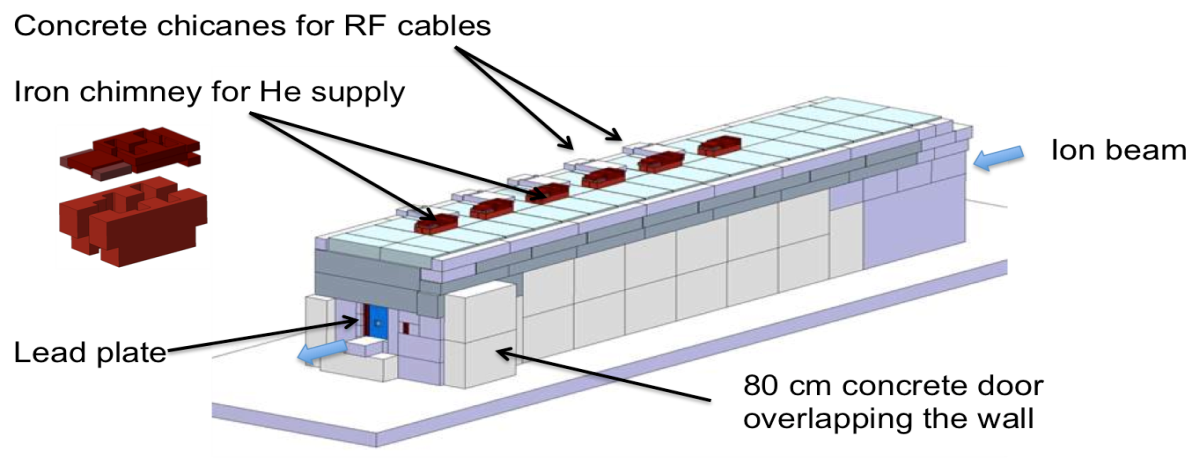 Concrete chicanes for RF cables
Iron chimney for He supply
Ion beam
Lead plate
80 cm concrete door
overlapping the wall